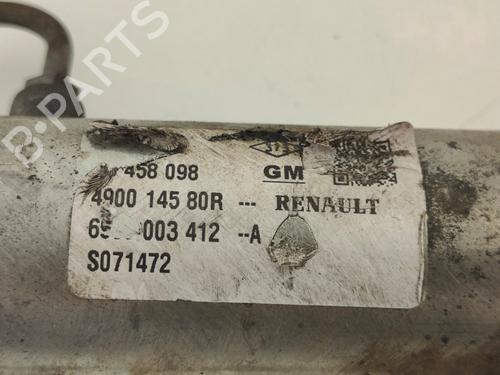 458 098 GM
4900 145 80R --- RENAULT
003 412 --A
S071472
B-PARTS